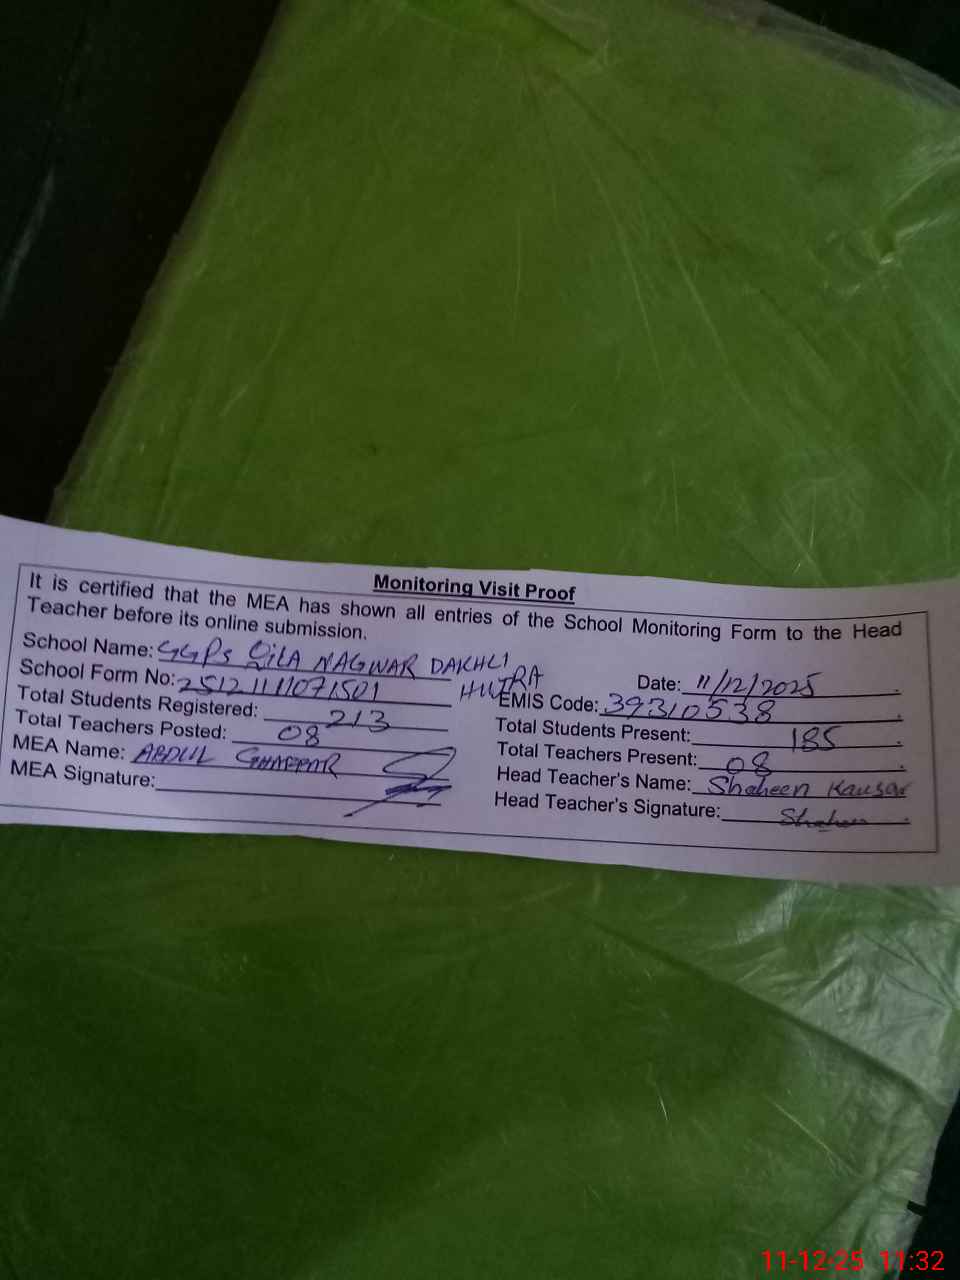 Monitoring Visit Proof
It is certified that the MEA has shown all entries of the School Monitoring Form to the Head
Teacher before its online submission.
School Name: GGPS QilA NAGWAR DAKHLI
HUJRA
Date: 11/12/2025
School Form No: 25121111071501
EMIS Code: 39310538
Total Students Registered: 213
Total Students Present: 185
Total Teachers Posted: 08
Total Teachers Present: 08
MEA Name: ABDUL GHAFFAR
Head Teacher's Name: Shaheen Kausar
MEA Signature:
Head Teacher's Signature: Shaheen
11-12-25 11:32